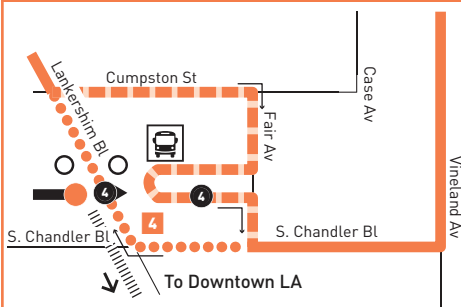 Cumpston St
Lankershim Bl
Case Av
Fair Av
Vineland Av
4
4
4
S. Chandler Bl
S. Chandler Bl
To Downtown LA